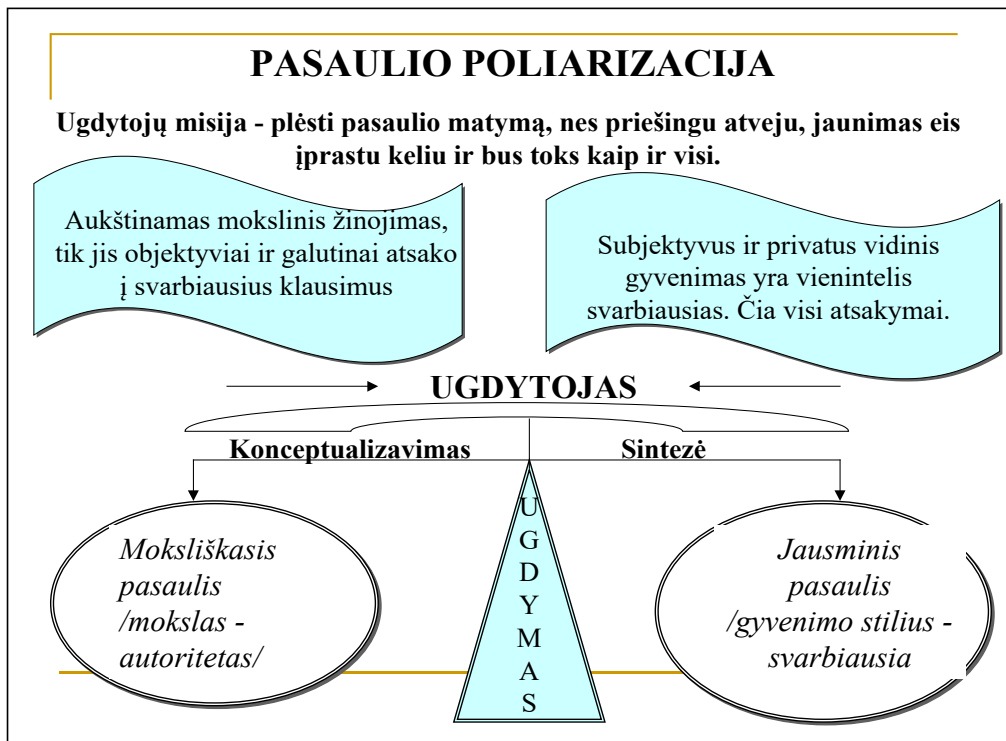 PASAULIO POLIARIZACIJA
Ugdytojų misija - plėsti pasaulio matymą, nes priešingu atveju, jaunimas eis
įprastu keliu ir bus toks kaip ir visi.
Aukštinamas mokslinis žinojimas,
tik jis objektyviai ir galutinai atsako
į svarbiausius klausimus
Subjektyvus ir privatus vidinis
gyvenimas yra vienintelis
svarbiausias. Čia visi atsakymai.
UGDYTOJAS
Konceptualizavimas
Sintezė
Moksliškasis
pasaulis
/mokslas -
autoritetas/
U
G
D
Y
M
A
S
Jausminis
pasaulis
/gyvenimo stilius -
svarbiausia